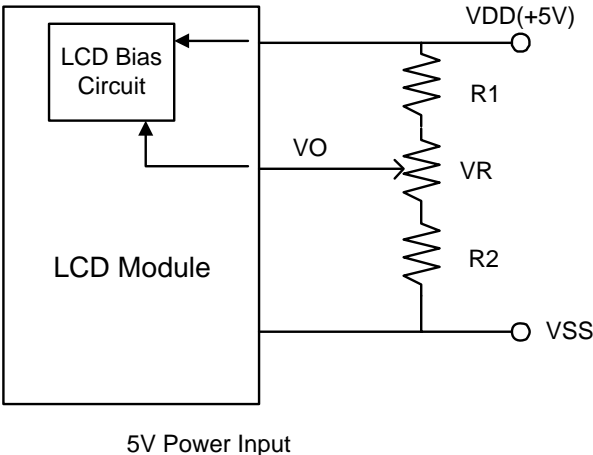 VDD(+5V)
LCD Bias
Circuit
R1
VO
VR
LCD Module
R2
VSS
5V Power Input